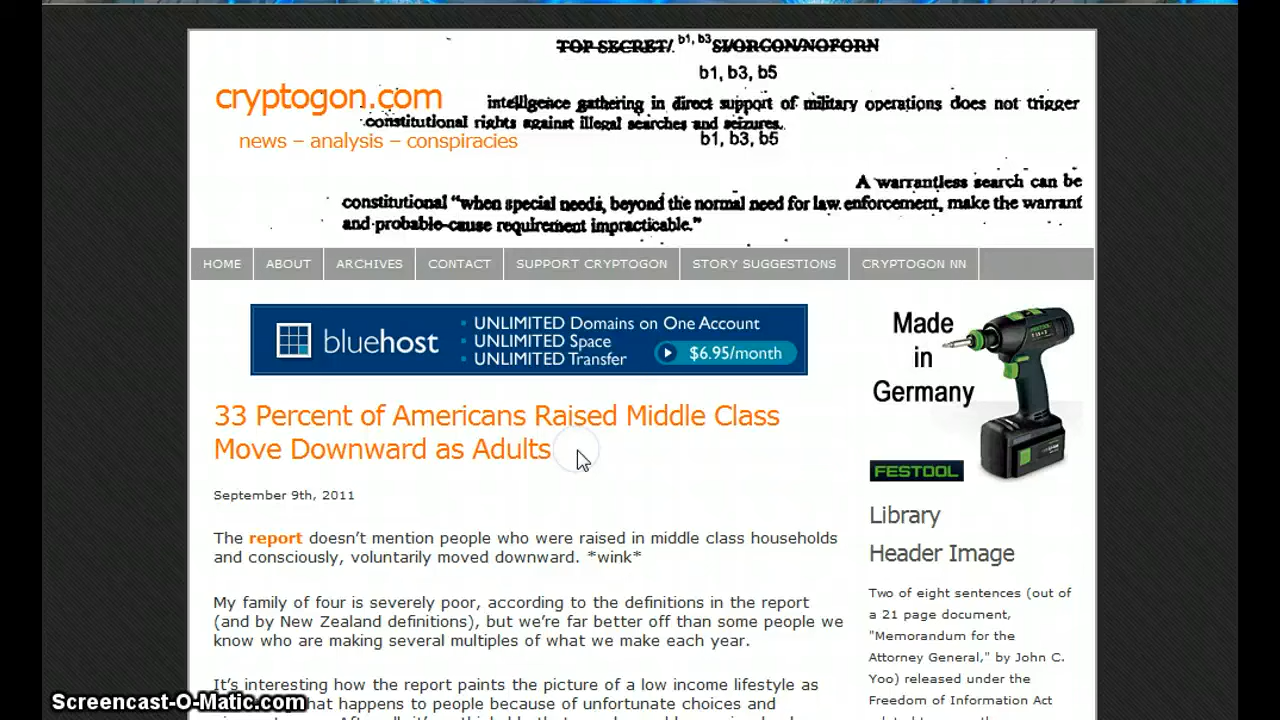 TOP SECRET/ b1, b3 SI/ORCON/NOFORN
b1, b3, b5
cryptogon.com
intelligence gathering in direct support of military operations does not trigger
constitutional rights against illegal searches and seizures.
news – analysis – conspiracies
b1, b3, b5
A warrantless search can be
constitutional “when special needs, beyond the normal need for law enforcement, make the warrant
and probable-cause requirement impracticable.”
HOME ABOUT ARCHIVES CONTACT SUPPORT CRYPTOGON STORY SUGGESTIONS CRYPTOGON NN
bluehost
UNLIMITED Domains on One Account
UNLIMITED Space
UNLIMITED Transfer
$6.95/month
Made
in
Germany
FESTOOL
33 Percent of Americans Raised Middle Class
Move Downward as Adults
September 9th, 2011
The report doesn’t mention people who were raised in middle class households
and consciously, voluntarily moved downward. *wink*
My family of four is severely poor, according to the definitions in the report
(and by New Zealand definitions), but we’re far better off than some people we
know who are making several multiples of what we make each year.
It’s interesting how the report paints the picture of a low income lifestyle as
hat happens to people because of unfortunate choices and
Library
Header Image
Two of eight sentences (out of
a 21 page document,
"Memorandum for the
Attorney General," by John C.
Yoo) released under the
Freedom of Information Act
Screencast-O-Matic.com